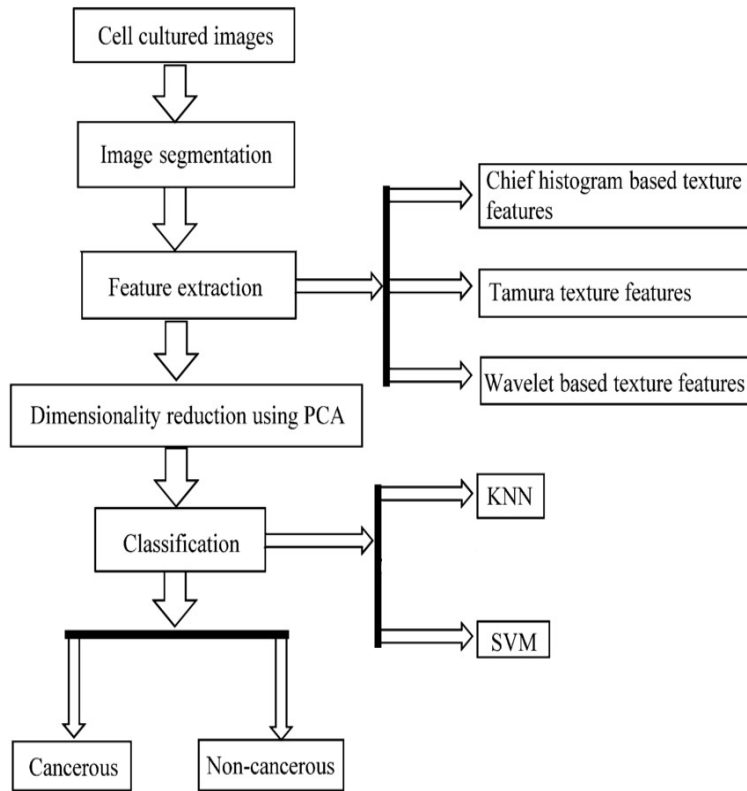 Cell cultured images
Image segmentation
Chief histogram based texture
features
Feature extraction
Tamura texture features
Wavelet based texture features
Dimensionality reduction using PCA
KNN
Classification
SVM
Cancerous
Non-cancerous